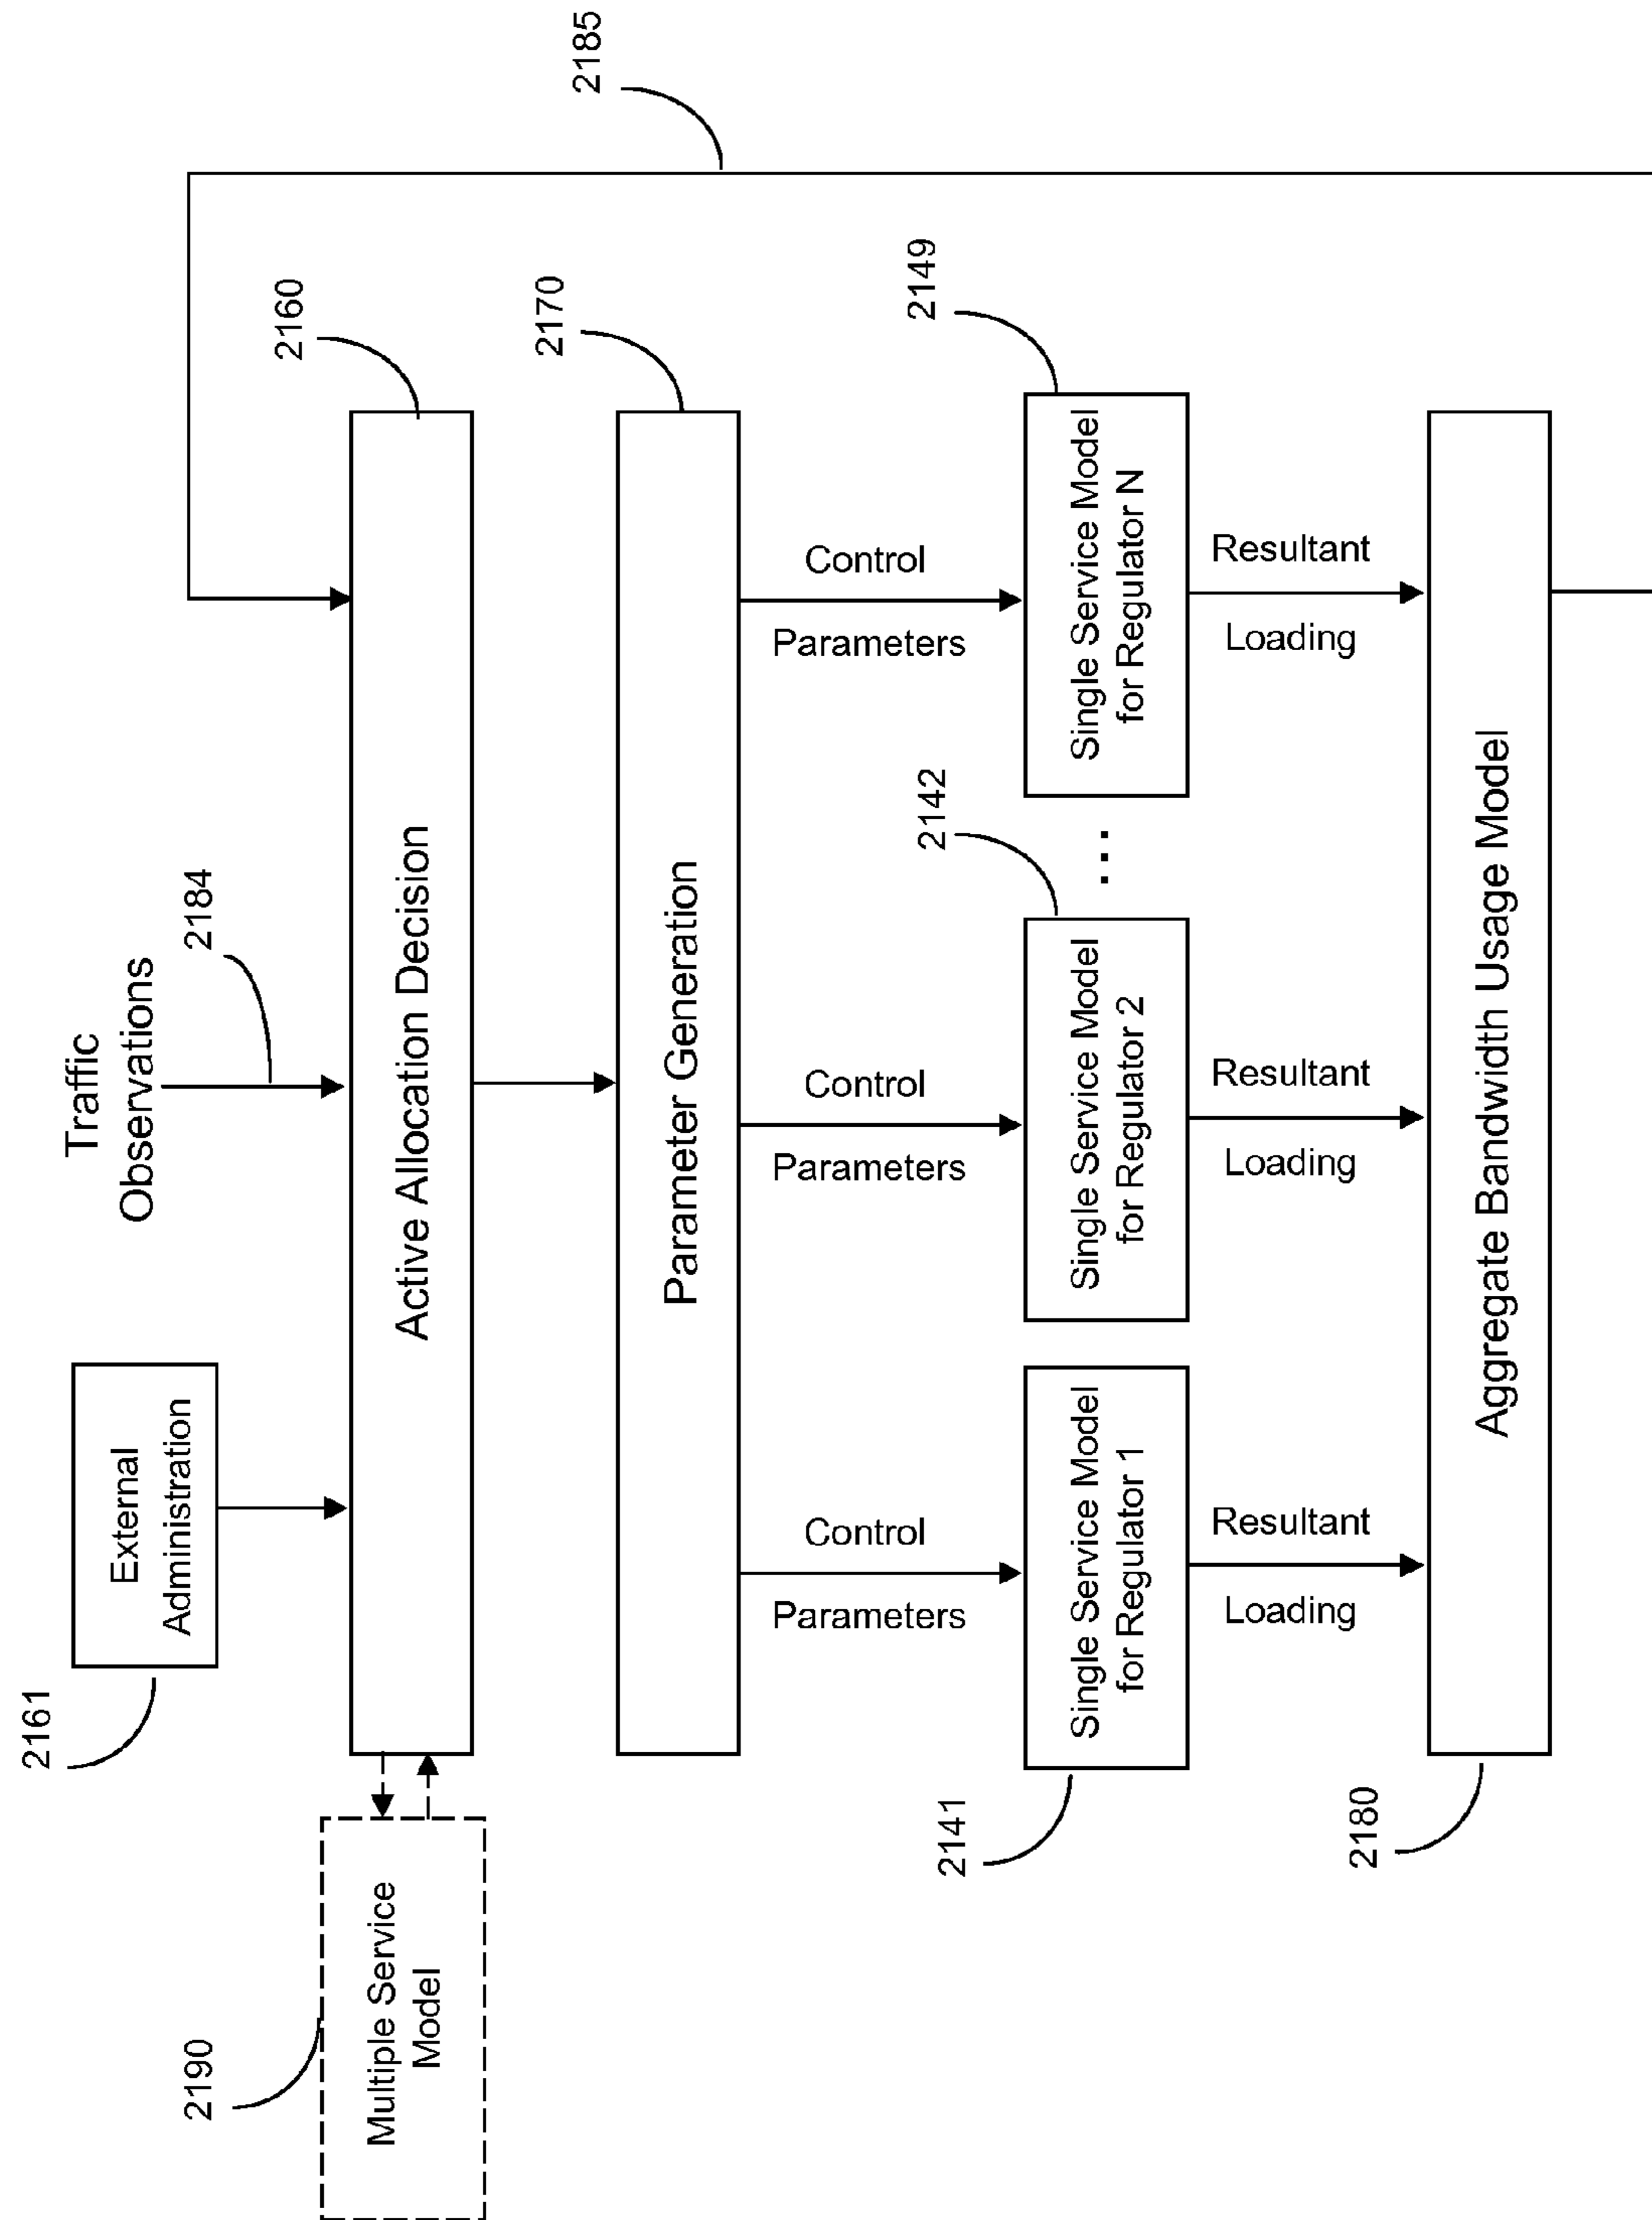 2185
Traffic
Observations
2184
External
Administration
2161
2160
Active Allocation Decision
2190
Multiple Service
Model
2170
Parameter Generation
Control
Parameters
Control
Parameters
Control
Parameters
2141
Single Service Model
for Regulator 1
2142
Single Service Model
for Regulator 2
...
2149
Single Service Model
for Regulator N
Resultant
Loading
Resultant
Loading
Resultant
Loading
2180
Aggregate Bandwidth Usage Model